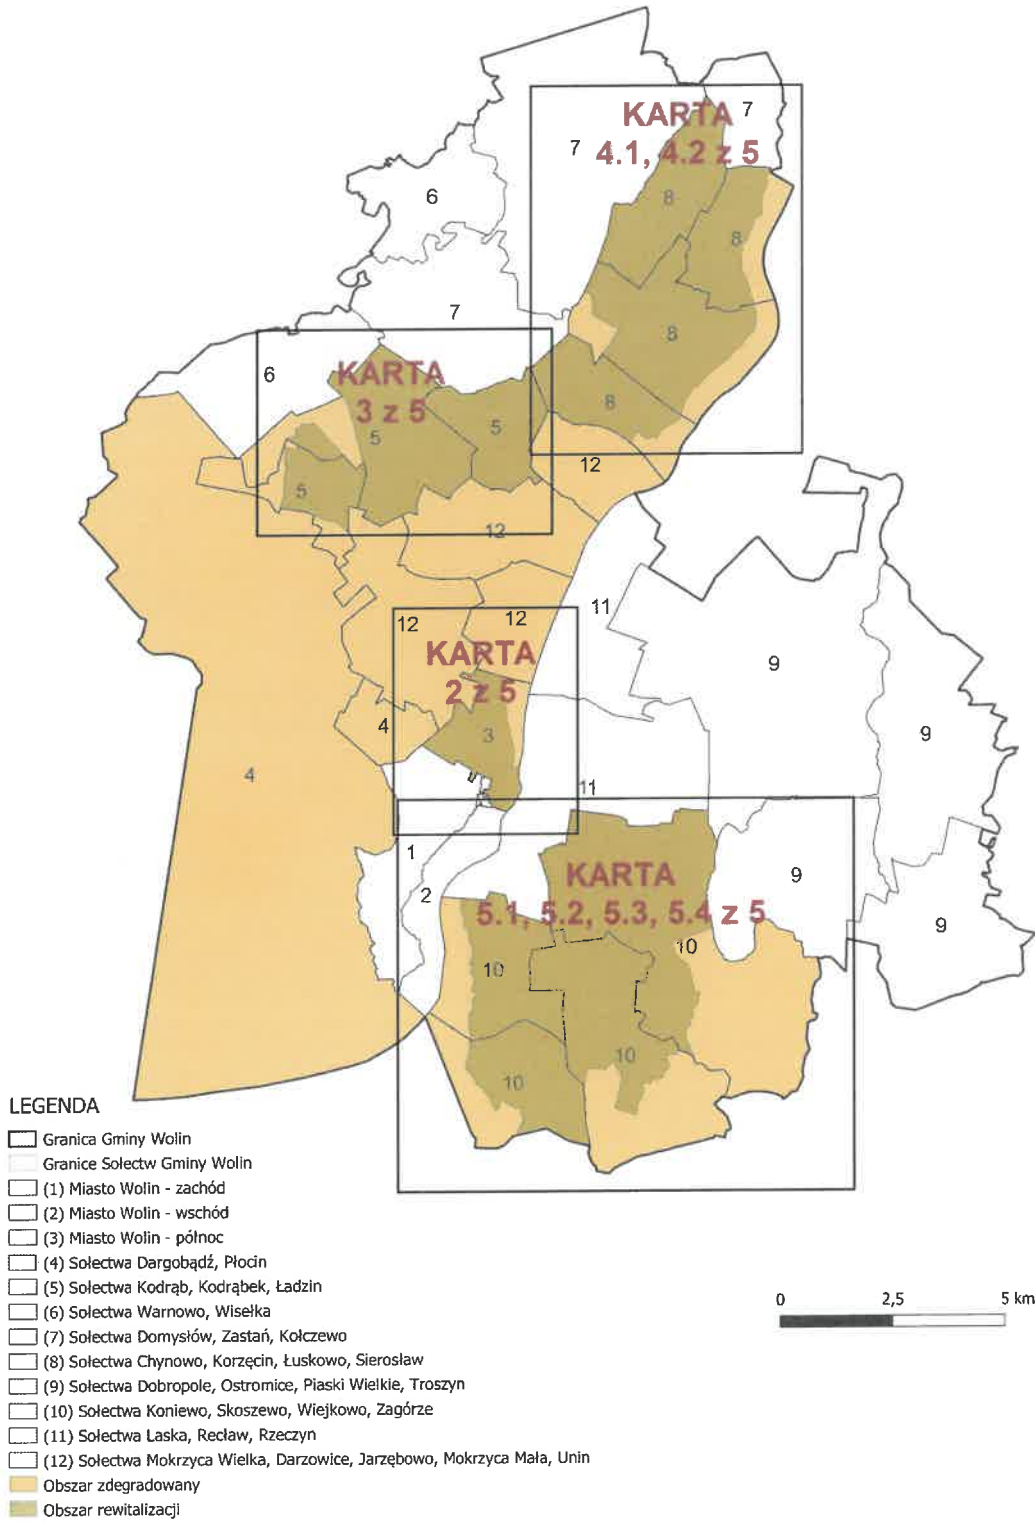 KARTA
4.1, 4.2 z 5
7
7
8
6
8
7
8
6
KARTA
3 z 5
8
5
5
12
5
12
12
12
11
KARTA
2 z 5
9
4
3
9
4
11
1
2
KARTA
5.1, 5.2, 5.3, 5.4 z 5
9
9
10
10
10
10
LEGENDA
Granica Gminy Wolin
Granice Sołectw Gminy Wolin
(1) Miasto Wolin - zachód
(2) Miasto Wolin - wschód
(3) Miasto Wolin - północ
(4) Sołectwa Dargobądź, Płocin
(5) Sołectwa Kodrąb, Kodrąbek, Ładzin
(6) Sołectwa Warnowo, Wisełka
(7) Sołectwa Domysłów, Zastań, Kołczewo
(8) Sołectwa Chynowo, Korzęcin, Łuskowo, Sierosław
(9) Sołectwa Dobropole, Ostromice, Piaski Wielkie, Troszyn
(10) Sołectwa Koniewo, Skoszewo, Wiejkowo, Zagórze
(11) Sołectwa Laska, Recław, Rzeczyn
(12) Sołectwa Mokrzyca Wielka, Darzowice, Jarzębowo, Mokrzyca Mała, Unin
Obszar zdegradowany
Obszar rewitalizacji
0 2,5 5 km